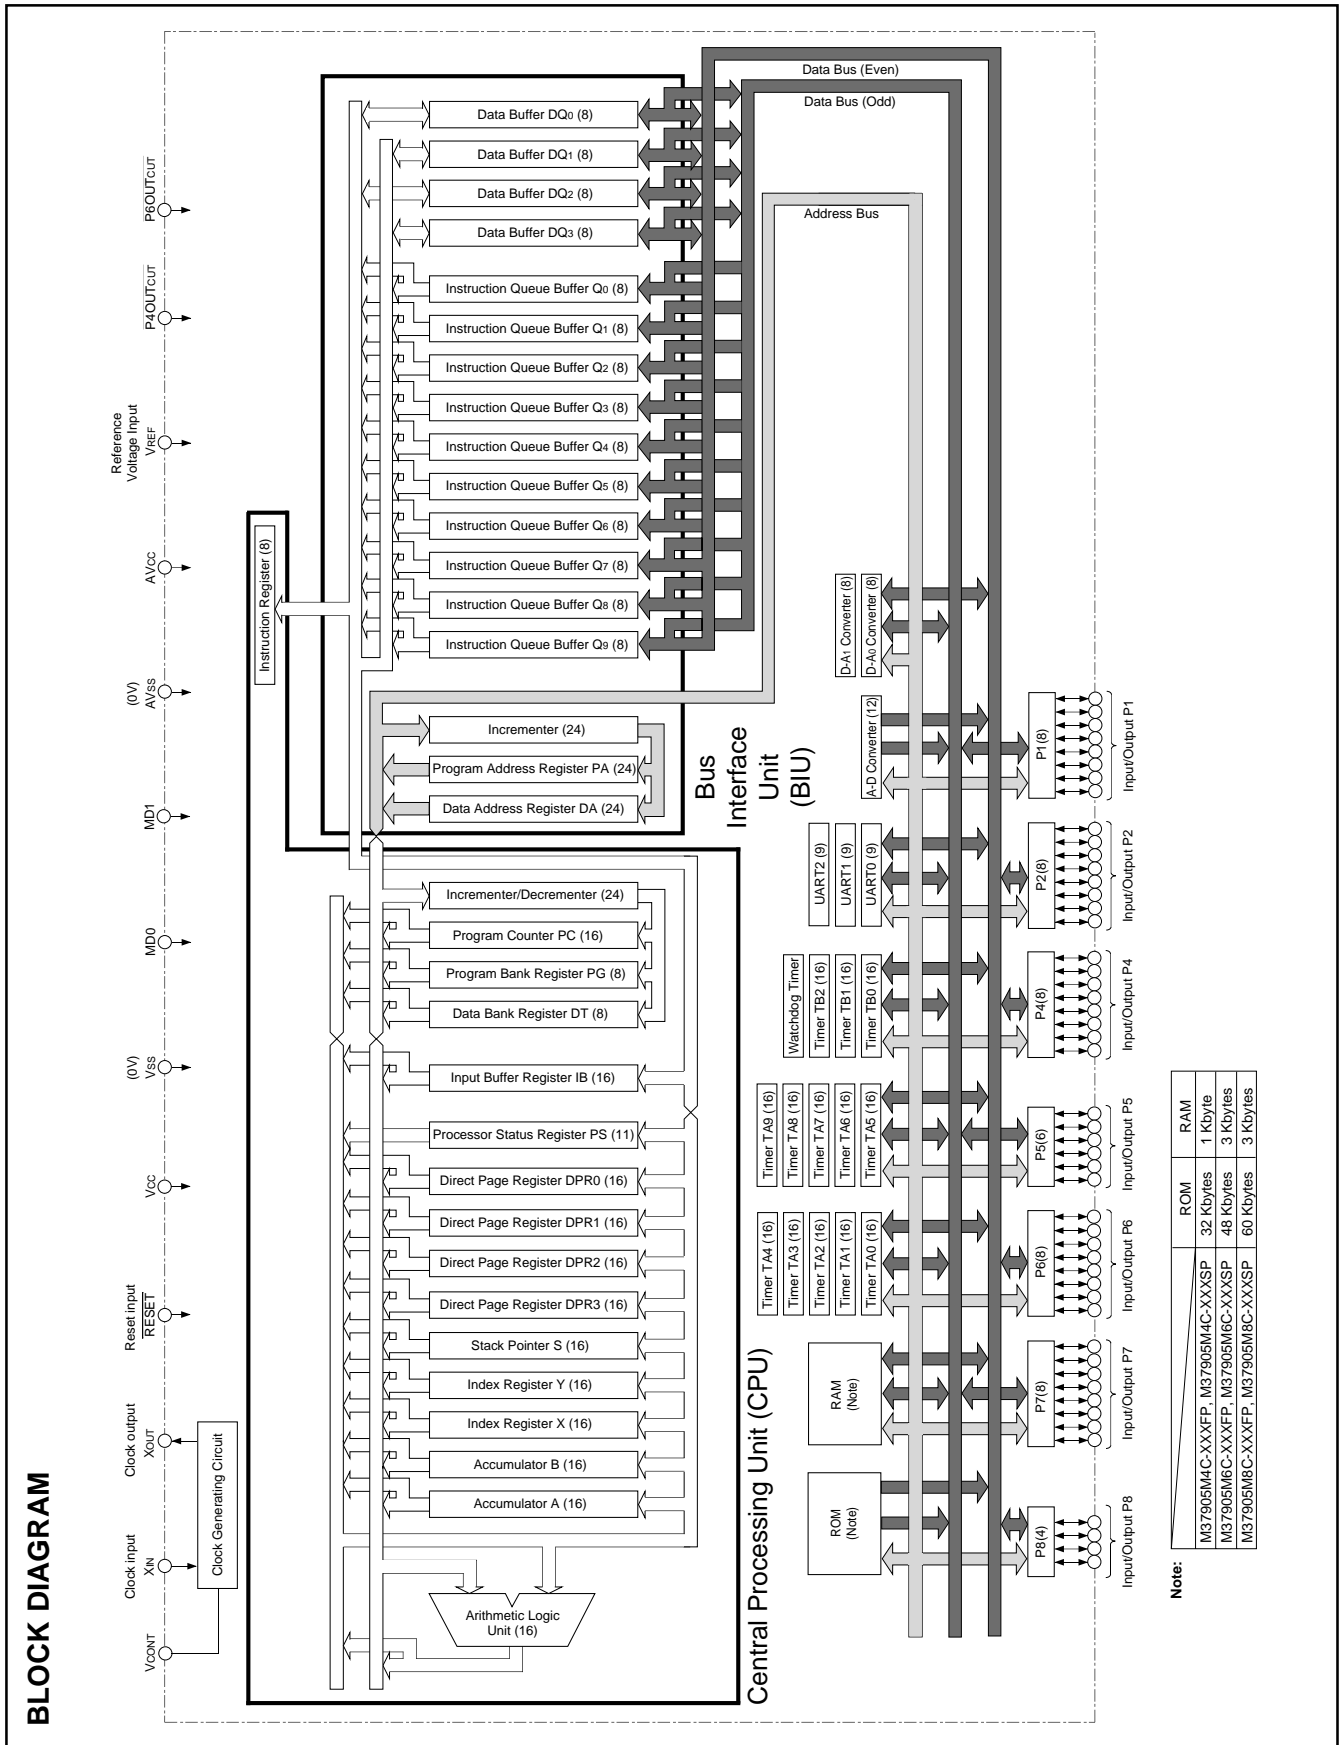 BLOCK DIAGRAM
VCONT
Clock input
XIN
Clock output
XOUT
Clock Generating Circuit
Reset input
RESET
VCC
(0V)
VSS
MD0
MD1
(0V)
AVSS
AVCC
Reference
Voltage Input
VREF
P4OUTCUT
P6OUTCUT
Instruction Register (8)
Data Buffer DQ0 (8)
Data Buffer DQ1 (8)
Data Buffer DQ2 (8)
Data Buffer DQ3 (8)
Instruction Queue Buffer Q0 (8)
Instruction Queue Buffer Q1 (8)
Instruction Queue Buffer Q2 (8)
Instruction Queue Buffer Q3 (8)
Instruction Queue Buffer Q4 (8)
Instruction Queue Buffer Q5 (8)
Instruction Queue Buffer Q6 (8)
Instruction Queue Buffer Q7 (8)
Instruction Queue Buffer Q8 (8)
Instruction Queue Buffer Q9 (8)
Incrementer (24)
Program Address Register PA (24)
Data Address Register DA (24)
Bus
Interface
Unit
(BIU)
Incrementer/Decrementer (24)
Program Counter PC (16)
Program Bank Register PG (8)
Data Bank Register DT (8)
Input Buffer Register IB (16)
Processor Status Register PS (11)
Direct Page Register DPR0 (16)
Direct Page Register DPR1 (16)
Direct Page Register DPR2 (16)
Direct Page Register DPR3 (16)
Stack Pointer S (16)
Index Register Y (16)
Index Register X (16)
Accumulator B (16)
Accumulator A (16)
Arithmetic Logic
Unit (16)
Central Processing Unit (CPU)
Data Bus (Even)
Data Bus (Odd)
Address Bus
ROM
(Note)
RAM
(Note)
Timer TA4 (16)
Timer TA3 (16)
Timer TA2 (16)
Timer TA1 (16)
Timer TA0 (16)
Timer TA9 (16)
Timer TA8 (16)
Timer TA7 (16)
Timer TA6 (16)
Timer TA5 (16)
Watchdog Timer
Timer TB2 (16)
Timer TB1 (16)
Timer TB0 (16)
UART2 (9)
UART1 (9)
UART0 (9)
A-D Converter (12)
D-A1 Converter (8)
D-A0 Converter (8)
P8(4)
P7(8)
P6(8)
P5(6)
P4(8)
P2(8)
P1(8)
Input/Output P8
Input/Output P7
Input/Output P6
Input/Output P5
Input/Output P4
Input/Output P2
Input/Output P1
Note:
ROM RAM
M37905M4C-XXXFP, M37905M4C-XXXSP 32 Kbytes 1 Kbyte
M37905M6C-XXXFP, M37905M6C-XXXSP 48 Kbytes 3 Kbytes
M37905M8C-XXXFP, M37905M8C-XXXSP 60 Kbytes 3 Kbytes